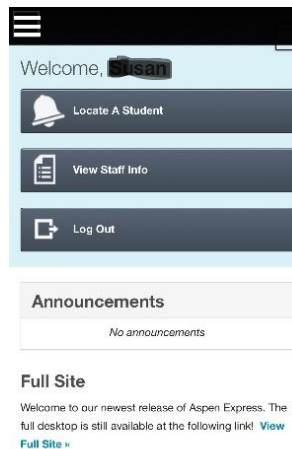 Welcome, Susan
Locate A Student
View Staff Info
Log Out
Announcements
No announcements
Full Site
Welcome to our newest release of Aspen Express. The
full desktop is still available at the following link! View
Full Site »